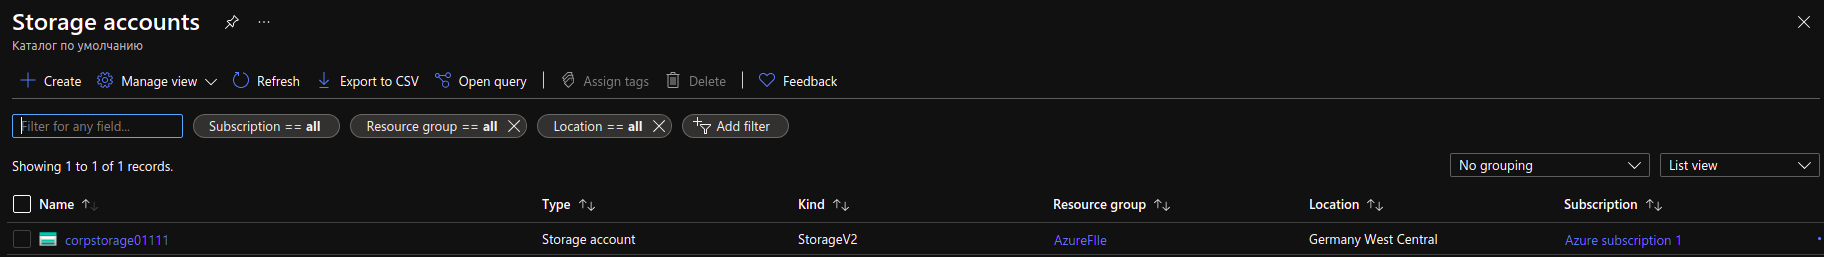 Storage accounts
Каталог по умолчанию
Create Manage view Refresh Export to CSV Open query Assign tags Delete Feedback
Filter for any field... Subscription == all Resource group == all Location == all Add filter
Showing 1 to 1 of 1 records. No grouping List view
Name Type Kind Resource group Location Subscription
corpstorage01111 Storage account StorageV2 AzureFIle Germany West Central Azure subscription 1